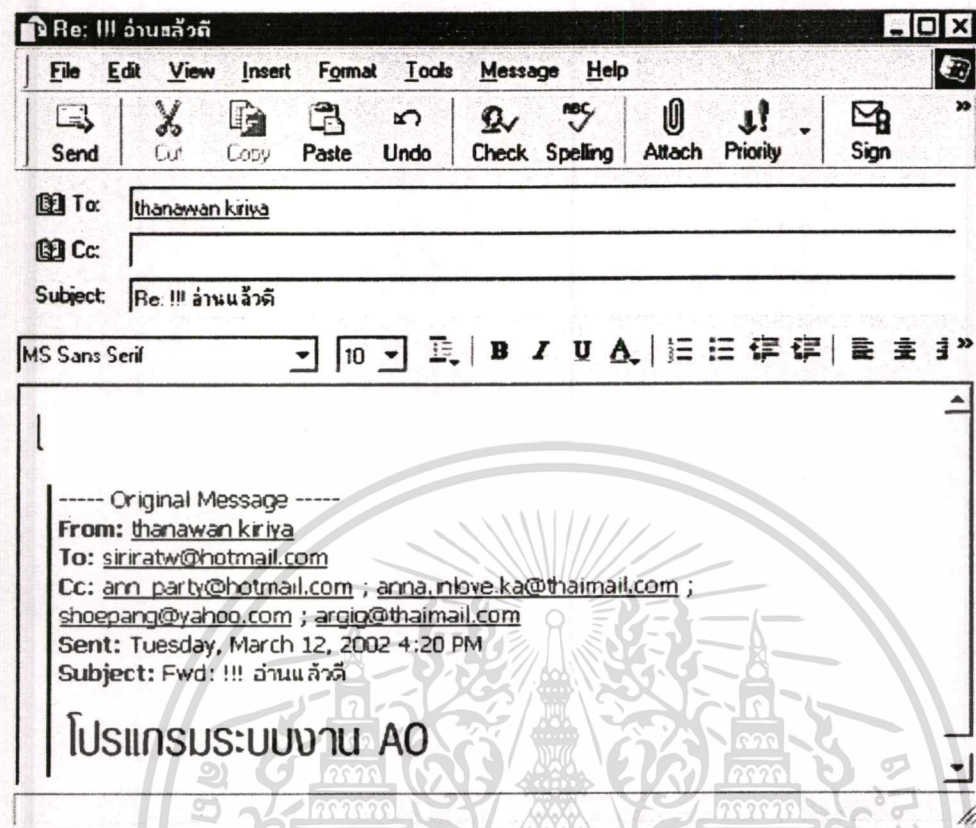 Re: !!! อ่านแล้วดี
File Edit View Insert Format Tools Message Help
Send Cut Copy Paste Undo Check Spelling Attach Priority Sign
To: thanawan kiriya
Cc:
Subject: Re: !!! อ่านแล้วดี
MS Sans Serif 10 B I U A
----- Original Message -----
From: thanawan kiriya
To: siriratw@hotmail.com
Cc: ann_party@hotmail.com ; anna.inlove.ka@thaimail.com ;
shoepang@yahoo.com ; argig@thaimail.com
Sent: Tuesday, March 12, 2002 4:20 PM
Subject: Fwd: !!! อ่านแล้วดี
โปรแกรมระบบงาน AO